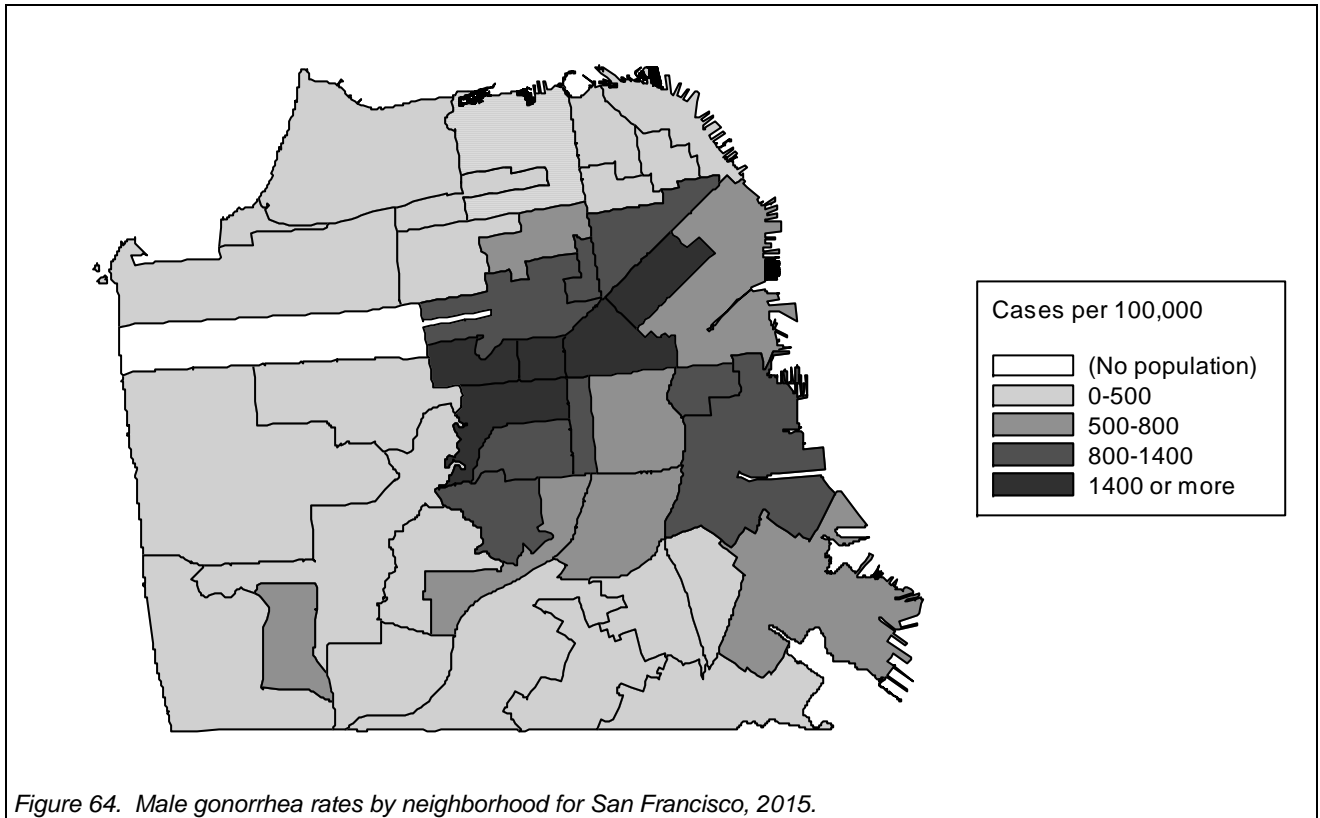 Cases per 100,000
(No population)
0-500
500-800
800-1400
1400 or more
Figure 64. Male gonorrhea rates by neighborhood for San Francisco, 2015.